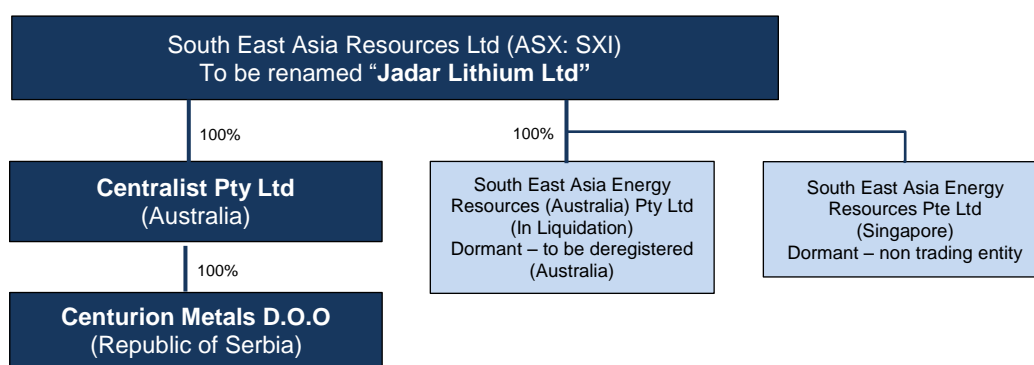 South East Asia Resources Ltd (ASX: SXI)
To be renamed “Jadar Lithium Ltd”
100%
100%
Centralist Pty Ltd
(Australia)
South East Asia Energy
Resources (Australia) Pty Ltd
(In Liquidation)
Dormant – to be deregistered
(Australia)
South East Asia Energy
Resources Pte Ltd
(Singapore)
Dormant – non trading entity
100%
Centurion Metals D.O.O
(Republic of Serbia)